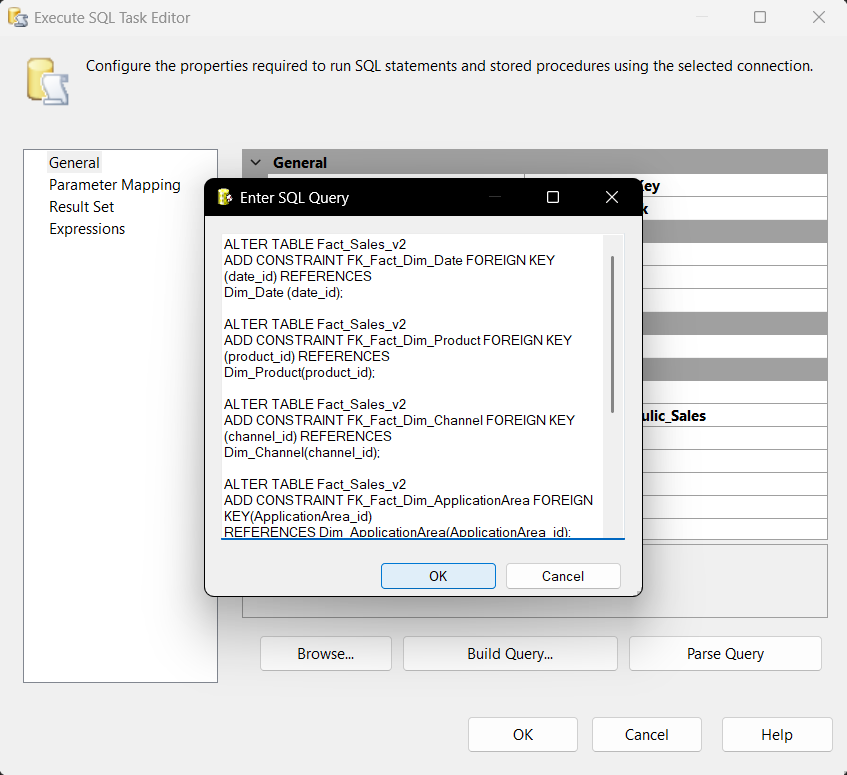 Execute SQL Task Editor
Configure the properties required to run SQL statements and stored procedures using the selected connection.
General
Parameter Mapping
Result Set
Expressions
General
Enter SQL Query
ALTER TABLE Fact_Sales_v2
ADD CONSTRAINT FK_Fact_Dim_Date FOREIGN KEY
(date_id) REFERENCES
Dim_Date (date_id);
ALTER TABLE Fact_Sales_v2
ADD CONSTRAINT FK_Fact_Dim_Product FOREIGN KEY
(product_id) REFERENCES
Dim_Product(product_id);
ALTER TABLE Fact_Sales_v2
ADD CONSTRAINT FK_Fact_Dim_Channel FOREIGN KEY
(channel_id) REFERENCES
Dim_Channel(channel_id);
ALTER TABLE Fact_Sales_v2
ADD CONSTRAINT FK_Fact_Dim_ApplicationArea FOREIGN
KEY(ApplicationArea_id)
REFERENCES Dim_ApplicationArea(ApplicationArea_id);
OK
Cancel
ulic_Sales
Browse...
Build Query...
Parse Query
OK
Cancel
Help